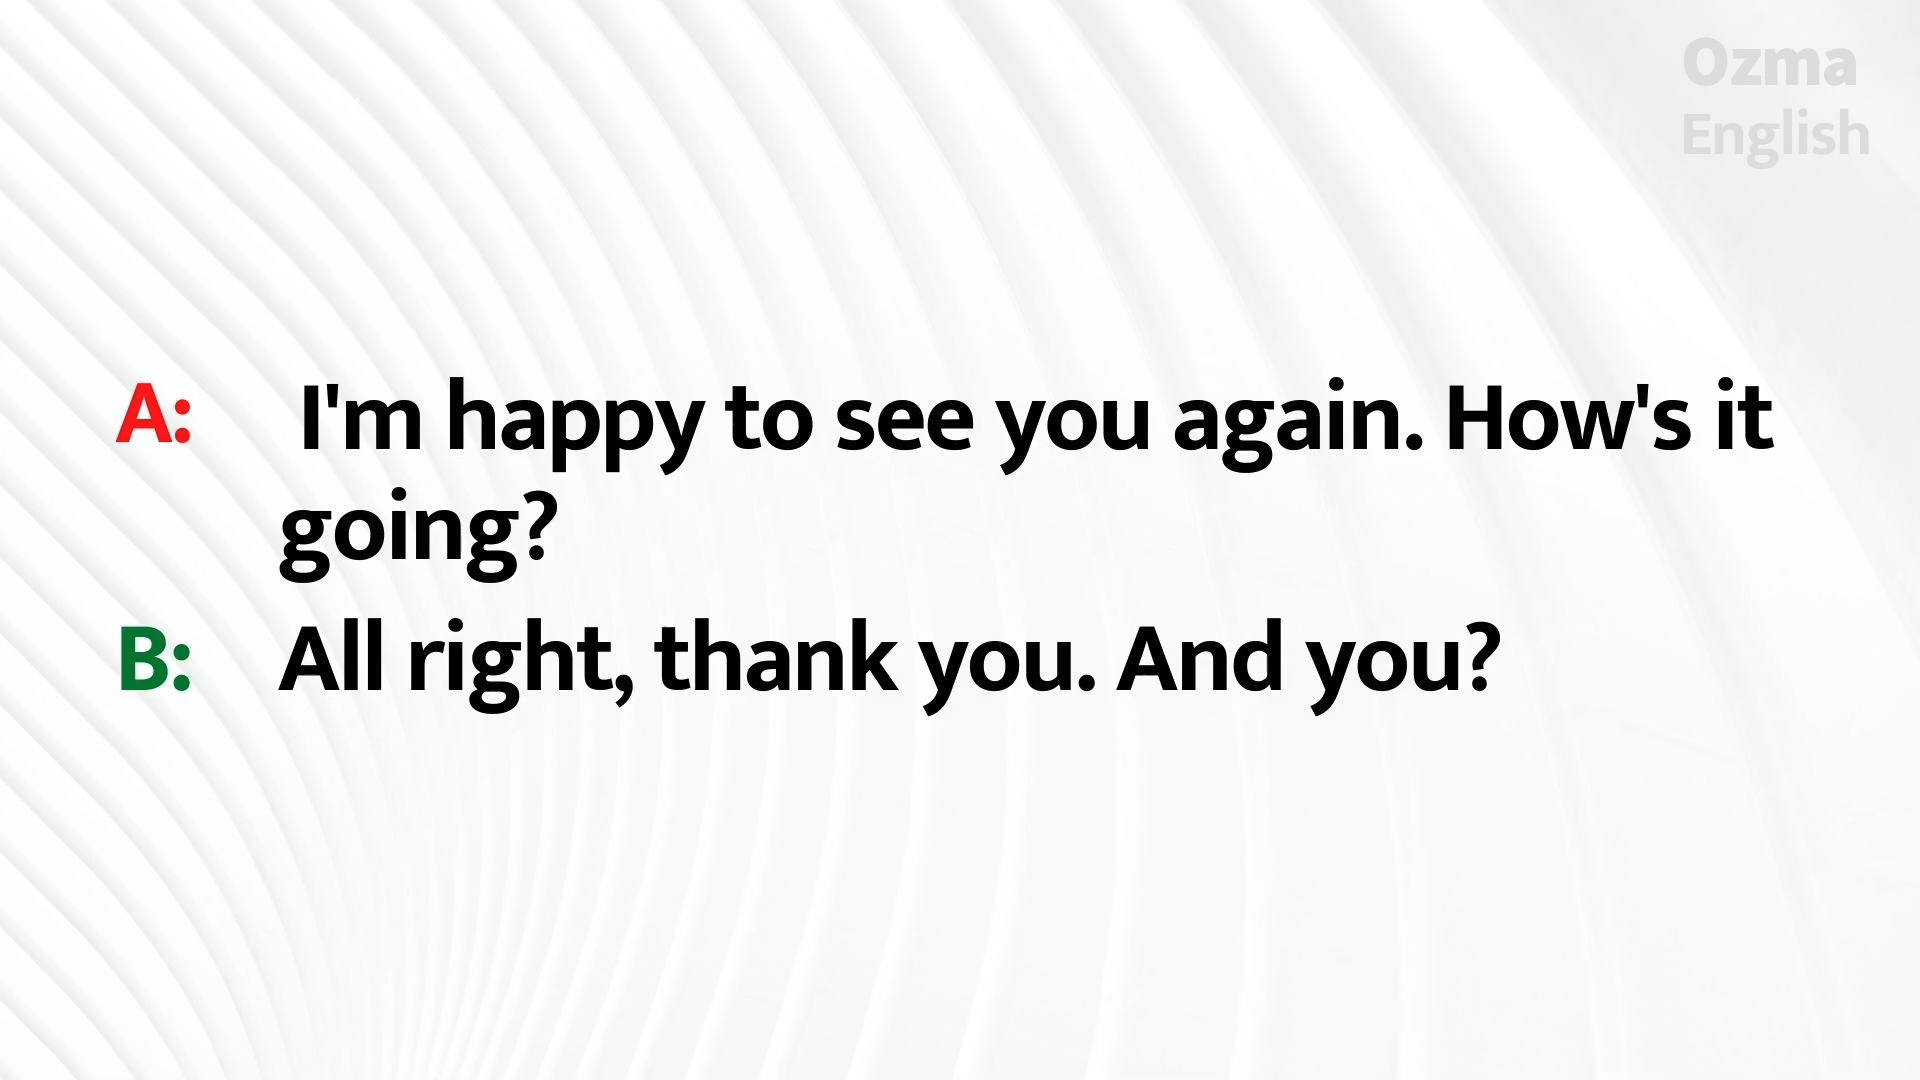 Ozma
English
A: I'm happy to see you again. How's it
going?
B: All right, thank you. And you?